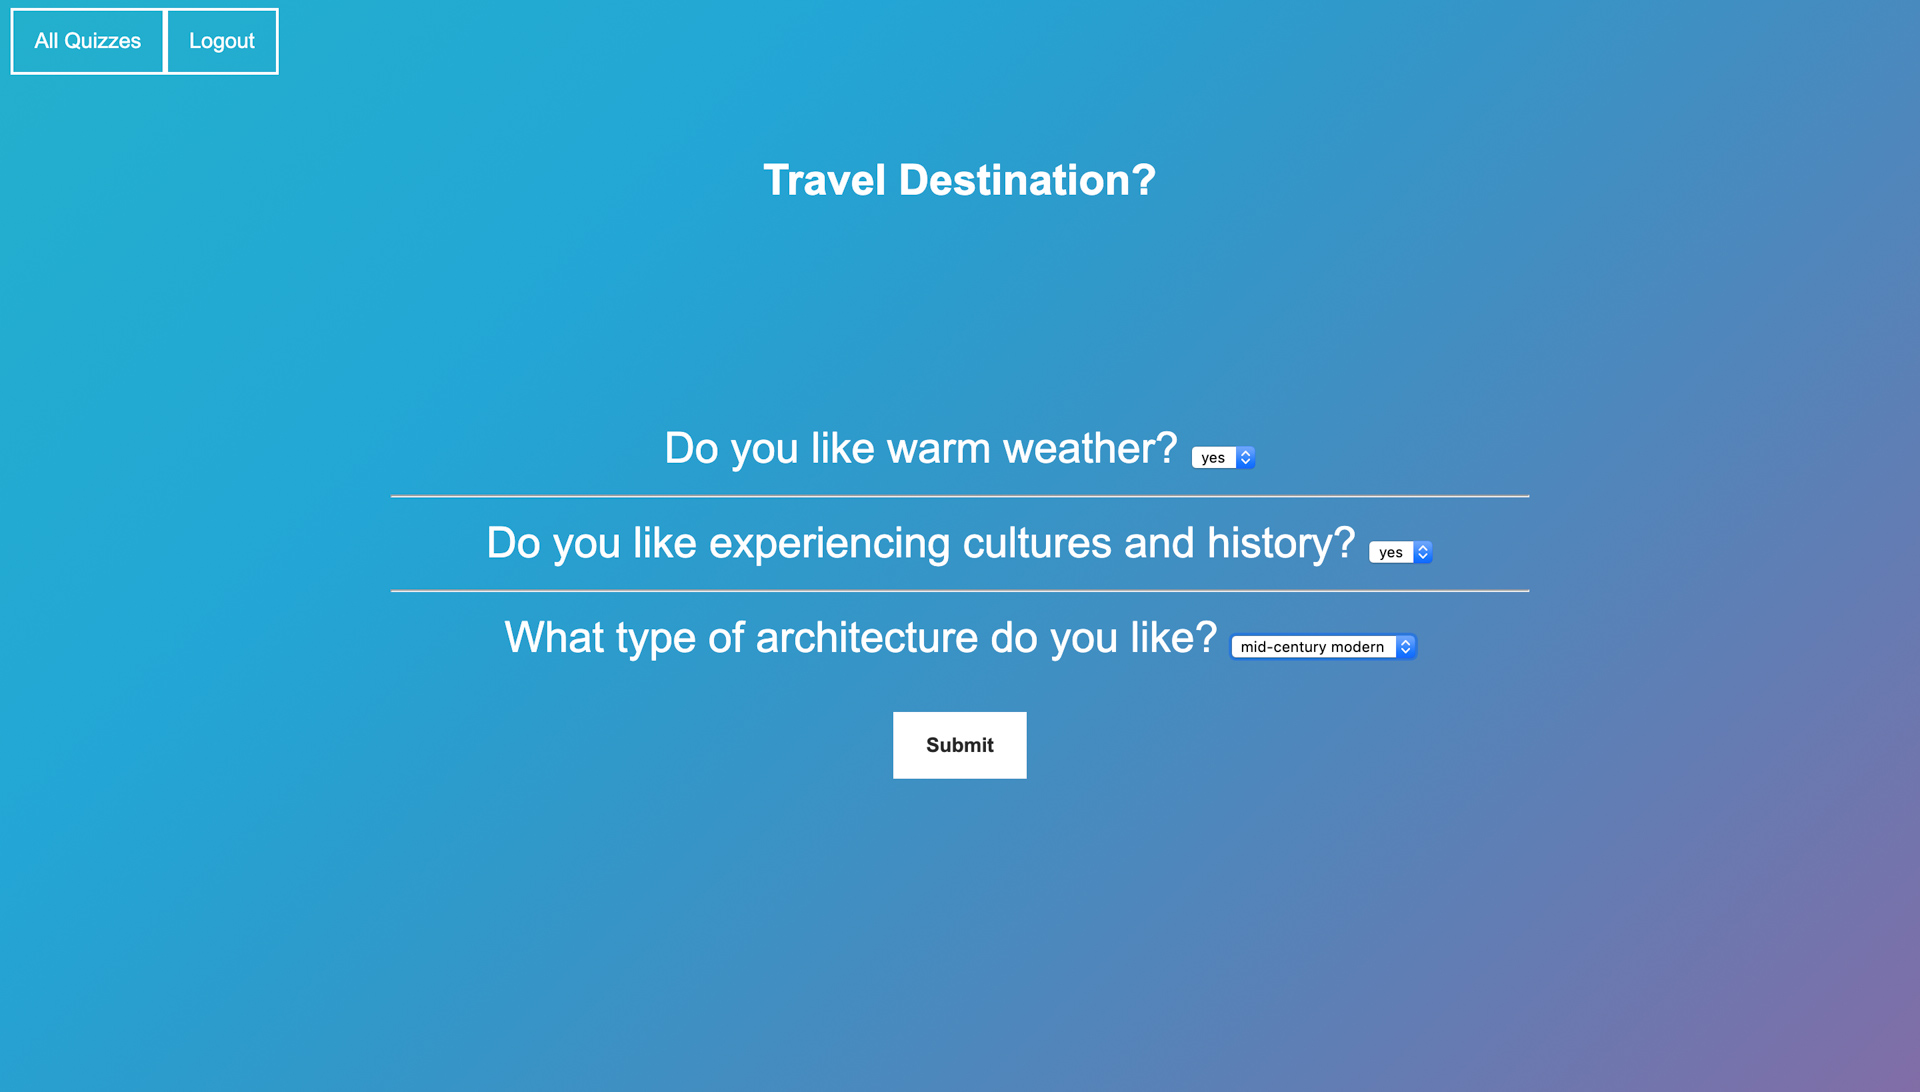 All Quizzes Logout
Travel Destination?
Do you like warm weather? yes
Do you like experiencing cultures and history? yes
What type of architecture do you like? mid-century modern
Submit